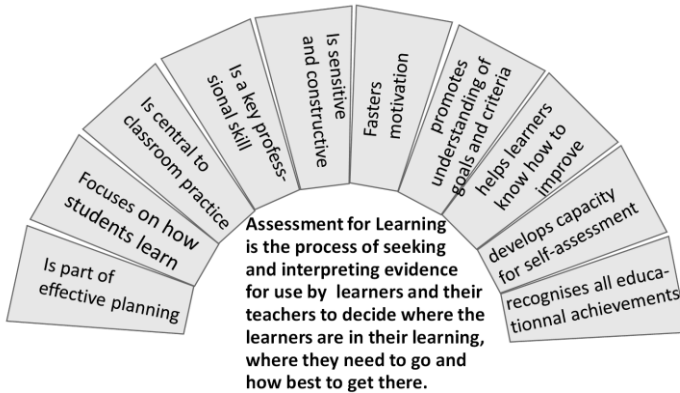 Is part of
effective planning
Focuses on how
students learn
Is central to
classroom practice
Is a key profess-
sional skill
Is sensitive
and constructive
Fasters
motivation
promotes
understanding of
goals and criteria
helps learners
know how to
improve
develops capacity
for self-assessment
recognises all educa-
tionnal achievements
Assessment for Learning
is the process of seeking
and interpreting evidence
for use by learners and their
teachers to decide where the
learners are in their learning,
where they need to go and
how best to get there.